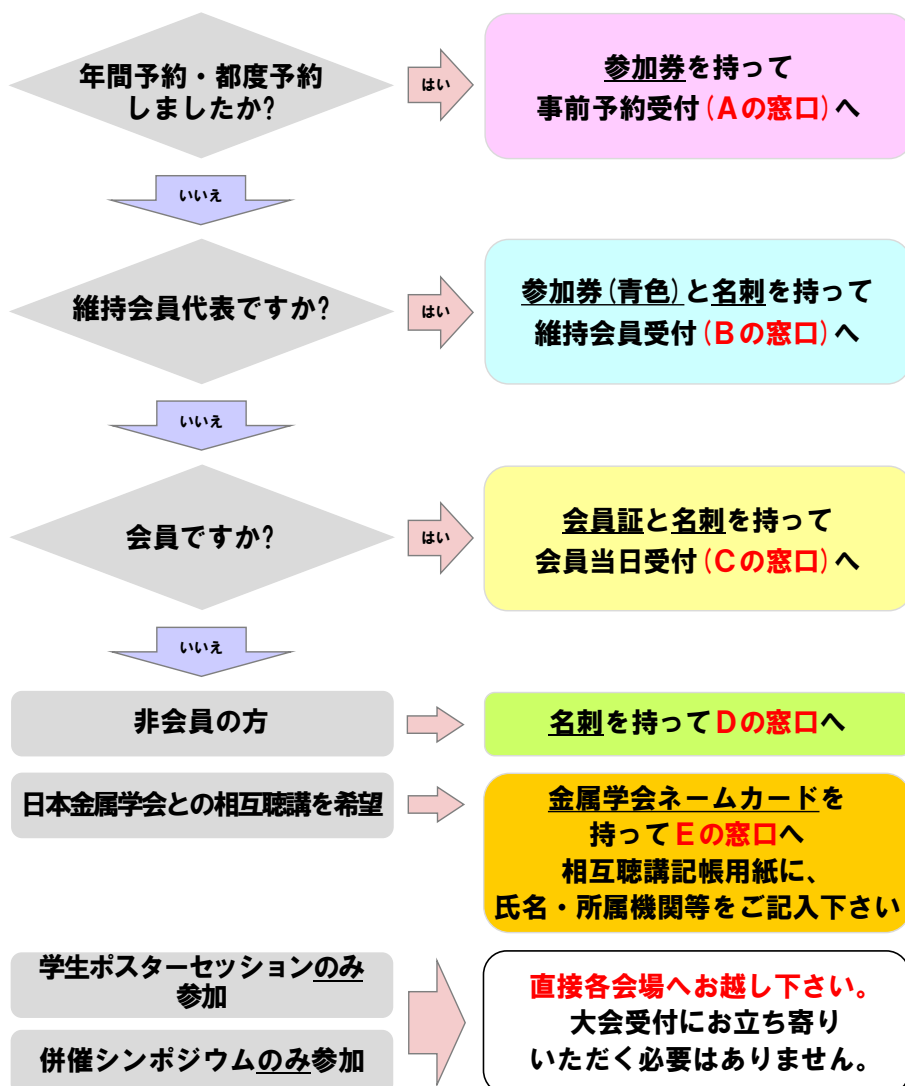 年間予約・都度予約
しましたか?
はい
参加券を持って
事前予約受付(Aの窓口)へ
いいえ
維持会員代表ですか?
はい
参加券(青色)と名刺を持って
維持会員受付(Bの窓口)へ
いいえ
会員ですか?
はい
会員証と名刺を持って
会員当日受付(Cの窓口)へ
いいえ
非会員の方
名刺を持ってDの窓口へ
日本金属学会との相互聴講を希望
金属学会ネームカードを
持ってEの窓口へ
相互聴講記帳用紙に、
氏名・所属機関等をご記入下さい
学生ポスターセッションのみ
参加
併催シンポジウムのみ参加
直接各会場へお越し下さい。
大会受付にお立ち寄り
いただく必要はありません。